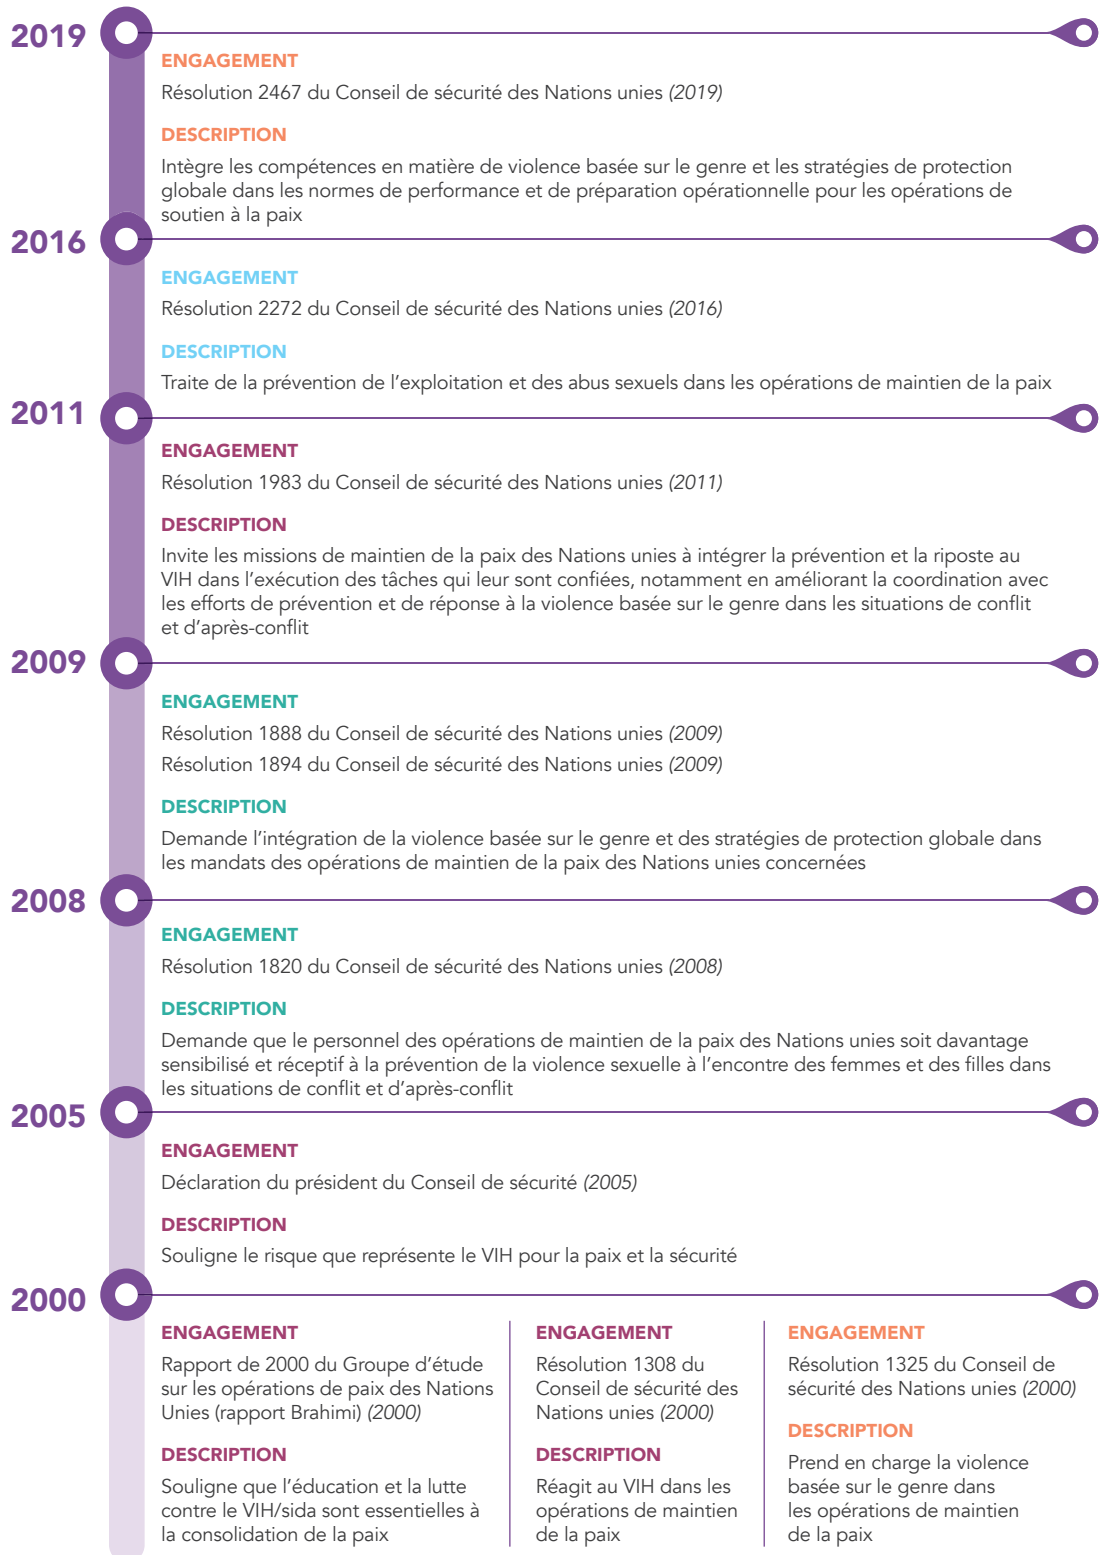 2019
ENGAGEMENT
Résolution 2467 du Conseil de sécurité des Nations unies (2019)
DESCRIPTION
Intègre les compétences en matière de violence basée sur le genre et les stratégies de protection
globale dans les normes de performance et de préparation opérationnelle pour les opérations de
soutien à la paix
2016
ENGAGEMENT
Résolution 2272 du Conseil de sécurité des Nations unies (2016)
DESCRIPTION
Traite de la prévention de l’exploitation et des abus sexuels dans les opérations de maintien de la paix
2011
ENGAGEMENT
Résolution 1983 du Conseil de sécurité des Nations unies (2011)
DESCRIPTION
Invite les missions de maintien de la paix des Nations unies à intégrer la prévention et la riposte au
VIH dans l’exécution des tâches qui leur sont confiées, notamment en améliorant la coordination avec
les efforts de prévention et de réponse à la violence basée sur le genre dans les situations de conflit
et d’après-conflit
2009
ENGAGEMENT
Résolution 1888 du Conseil de sécurité des Nations unies (2009)
Résolution 1894 du Conseil de sécurité des Nations unies (2009)
DESCRIPTION
Demande l’intégration de la violence basée sur le genre et des stratégies de protection globale dans
les mandats des opérations de maintien de la paix des Nations unies concernées
2008
ENGAGEMENT
Résolution 1820 du Conseil de sécurité des Nations unies (2008)
DESCRIPTION
Demande que le personnel des opérations de maintien de la paix des Nations unies soit davantage
sensibilisé et réceptif à la prévention de la violence sexuelle à l’encontre des femmes et des filles dans
les situations de conflit et d’après-conflit
2005
ENGAGEMENT
Déclaration du président du Conseil de sécurité (2005)
DESCRIPTION
Souligne le risque que représente le VIH pour la paix et la sécurité
2000
ENGAGEMENT
Rapport de 2000 du Groupe d’étude
sur les opérations de paix des Nations
Unies (rapport Brahimi) (2000)
DESCRIPTION
Souligne que l’éducation et la lutte
contre le VIH/sida sont essentielles à
la consolidation de la paix
ENGAGEMENT
Résolution 1308 du
Conseil de sécurité des
Nations unies (2000)
DESCRIPTION
Réagit au VIH dans les
opérations de maintien
de la paix
ENGAGEMENT
Résolution 1325 du Conseil de
sécurité des Nations unies (2000)
DESCRIPTION
Prend en charge la violence
basée sur le genre dans
les opérations de maintien
de la paix